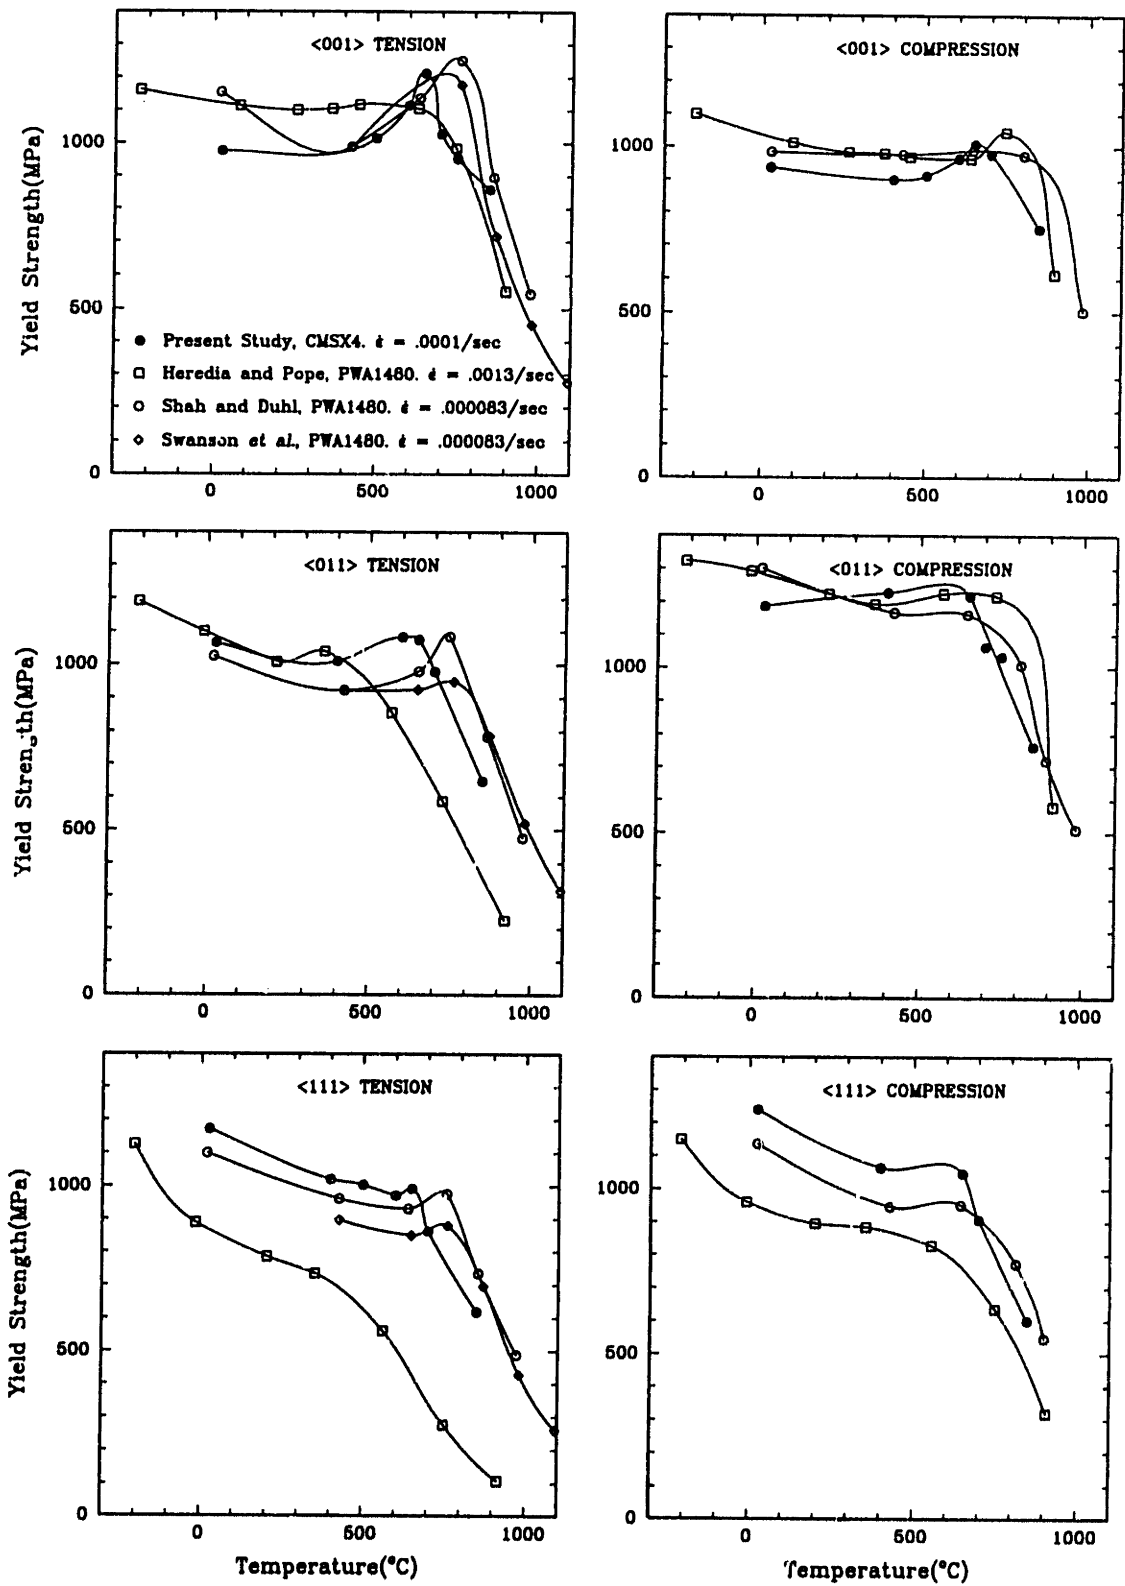 <001> TENSION
Yield Strength(MPa)
1000
500
0
● Present Study, CMSX4. ε̇ = .0001/sec
□ Heredia and Pope, PWA1480. ε̇ = .0013/sec
○ Shah and Duhl, PWA1480. ε̇ = .000083/sec
◇ Swanson et al., PWA1480. ε̇ = .000083/sec
0 500 1000
<001> COMPRESSION
1000
500
0
0 500 1000
<011> TENSION
Yield Strength(MPa)
1000
500
0
0 500 1000
<011> COMPRESSION
1000
500
0
0 500 1000
<111> TENSION
Yield Strength(MPa)
1000
500
0
0 500 1000
Temperature(°C)
<111> COMPRESSION
1000
500
0
0 500 1000
Temperature(°C)